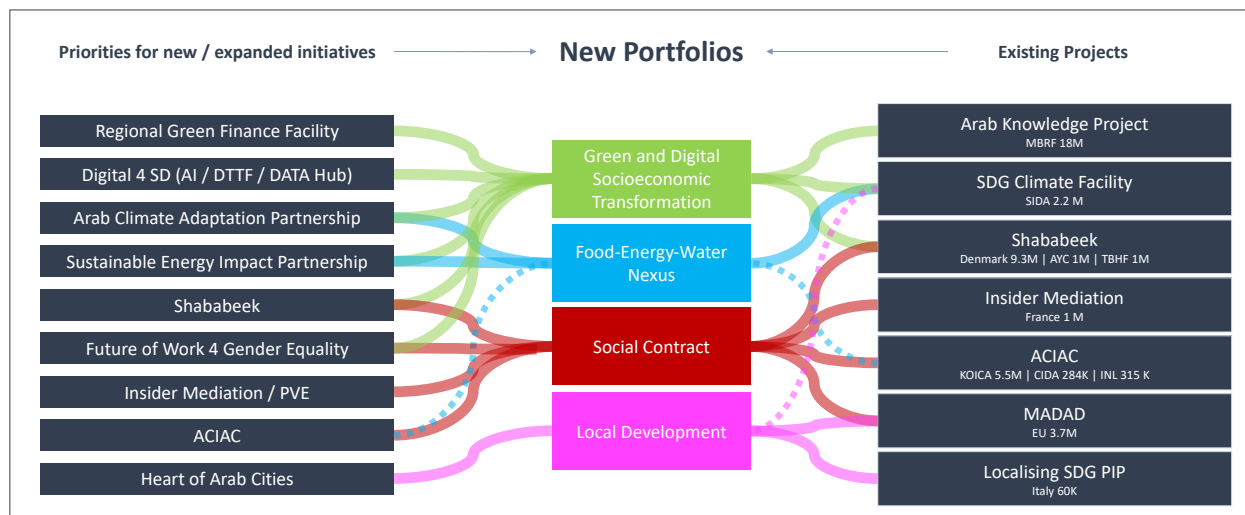 Priorities for new / expanded initiatives
New Portfolios
Existing Projects
Regional Green Finance Facility
Digital 4 SD (AI / DTTF / DATA Hub)
Arab Climate Adaptation Partnership
Sustainable Energy Impact Partnership
Shababeek
Future of Work 4 Gender Equality
Insider Mediation / PVE
ACIAC
Heart of Arab Cities
Green and Digital
Socioeconomic
Transformation
Food-Energy-Water
Nexus
Social Contract
Local Development
Arab Knowledge Project
MBRF 18M
SDG Climate Facility
SIDA 2.2 M
Shababeek
Denmark 9.3M | AYC 1M | TBHF 1M
Insider Mediation
France 1 M
ACIAC
KOICA 5.5M | CIDA 284K | INL 315 K
MADAD
EU 3.7M
Localising SDG PIP
Italy 60K